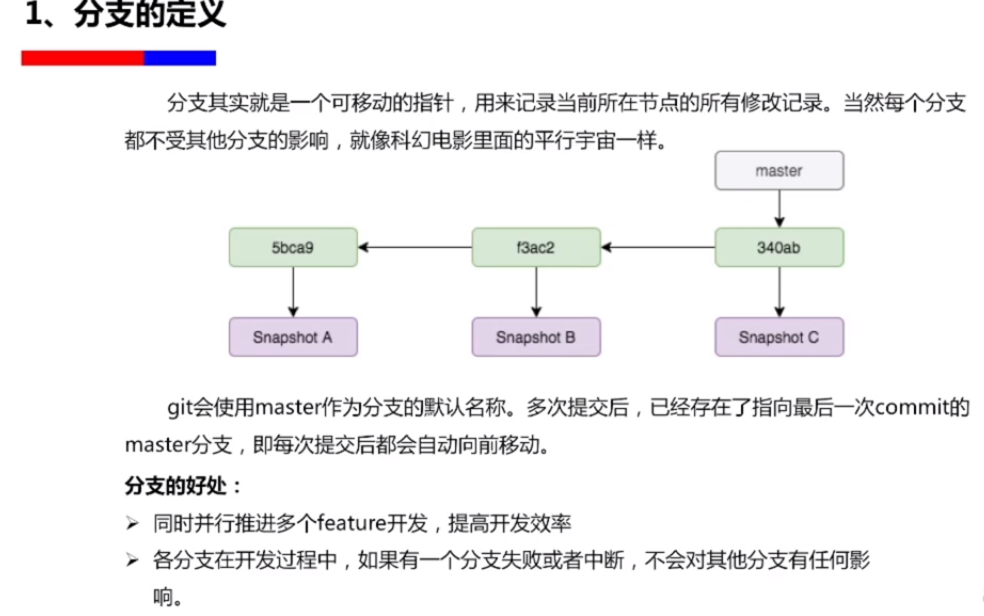 1、分支的定义
分支其实就是一个可移动的指针，用来记录当前所在节点的所有修改记录。当然每个分支
都不受其他分支的影响，就像科幻电影里面的平行宇宙一样。
master
5bca9
f3ac2
340ab
Snapshot A
Snapshot B
Snapshot C
git会使用master作为分支的默认名称。多次提交后，已经存在了指向最后一次commit的
master分支，即每次提交后都会自动向前移动。
分支的好处：
➢ 同时并行推进多个feature开发，提高开发效率
➢ 各分支在开发过程中，如果有一个分支失败或者中断，不会对其他分支有任何影
响。